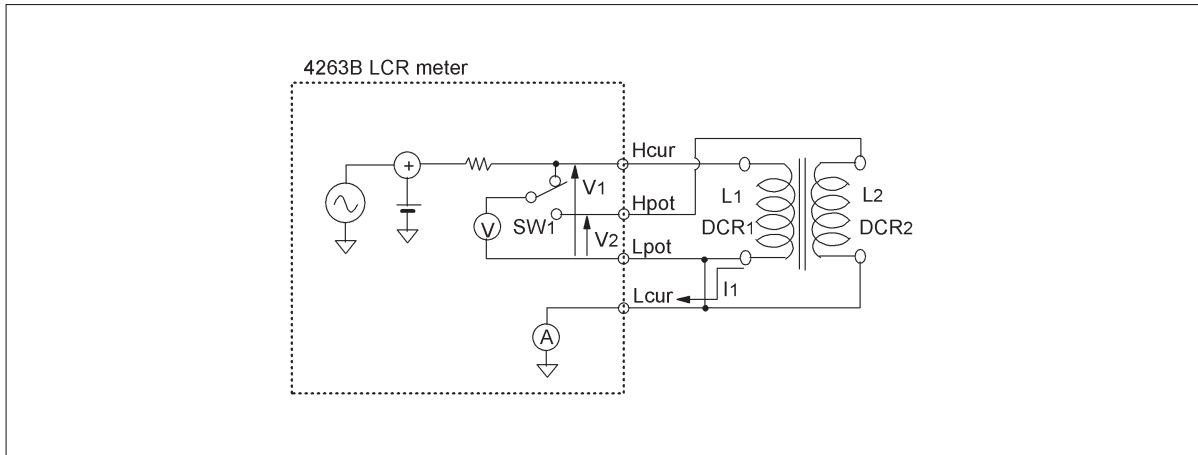 4263B LCR meter
Hcur
+
V1
L1
L2
Hpot
SW1
V
DCR1
DCR2
V2
Lpot
Lcur
I1
A